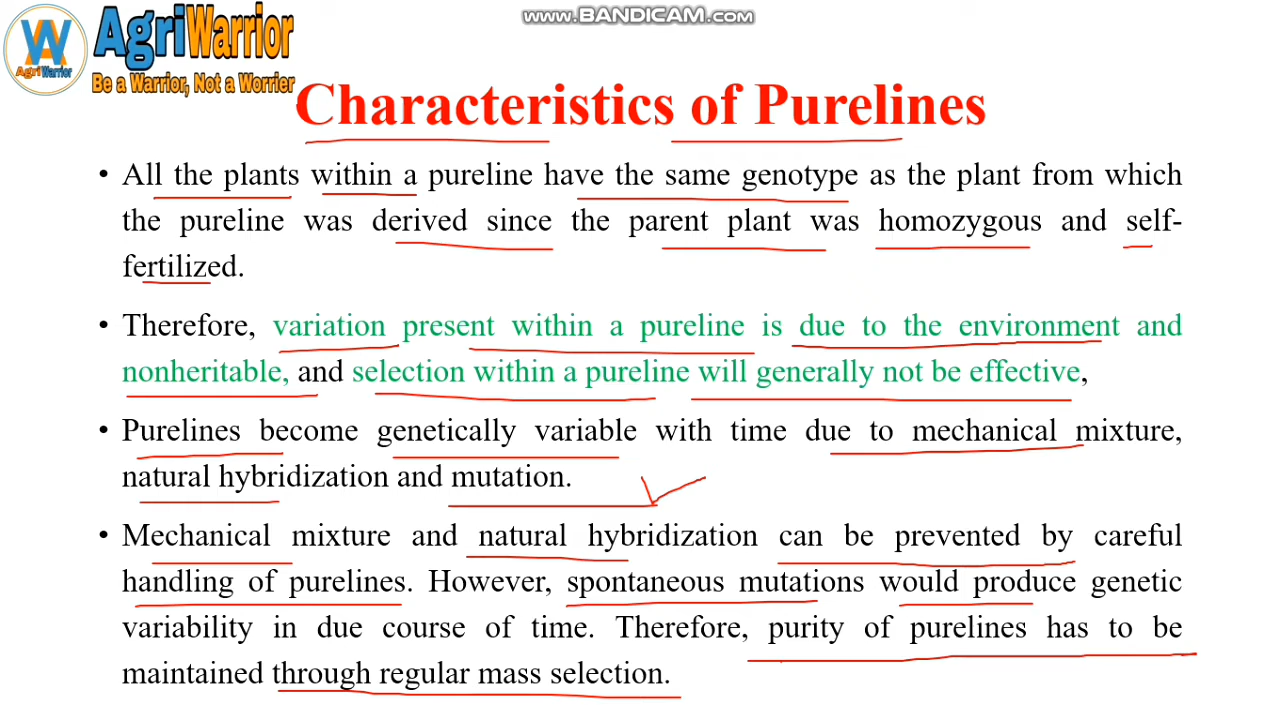 www.BANDICAM.com
AgriWarrior
AgriWarrior
Be a Warrior, Not a Worrier
Characteristics of Purelines
• All the plants within a pureline have the same genotype as the plant from which
the pureline was derived since the parent plant was homozygous and self-
fertilized.
• Therefore, variation present within a pureline is due to the environment and
nonheritable, and selection within a pureline will generally not be effective,
• Purelines become genetically variable with time due to mechanical mixture,
natural hybridization and mutation.
• Mechanical mixture and natural hybridization can be prevented by careful
handling of purelines. However, spontaneous mutations would produce genetic
variability in due course of time. Therefore, purity of purelines has to be
maintained through regular mass selection.